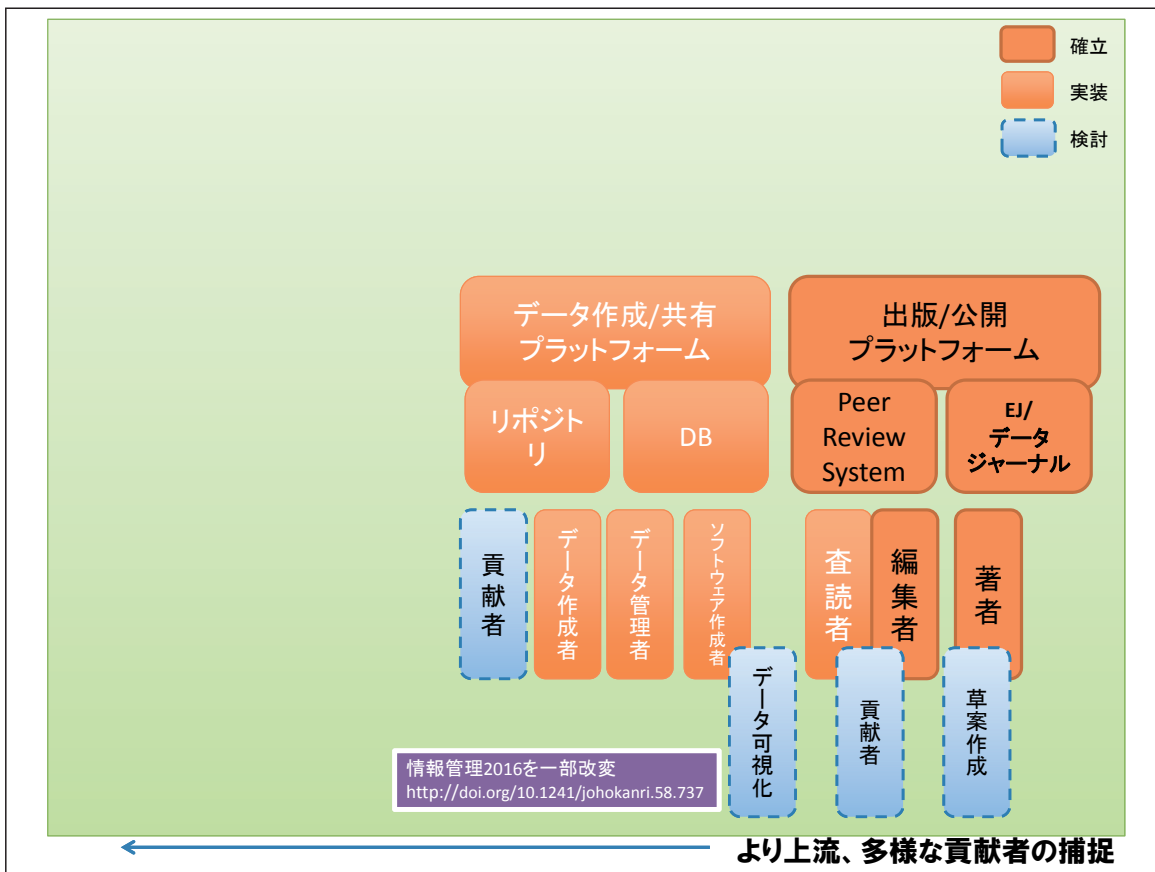 確立
実装
検討
データ作成/共有
プラットフォーム
出版/公開
プラットフォーム
リポジト
リ
DB
Peer
Review
System
EJ/
データ
ジャーナル
貢献者
データ作成者
データ管理者
ソフトウェア作成者
査読者
編集者
著者
データ可視化
貢献者
草案作成
情報管理2016を一部改変
http://doi.org/10.1241/johokanri.58.737
より上流、多様な貢献者の捕捉